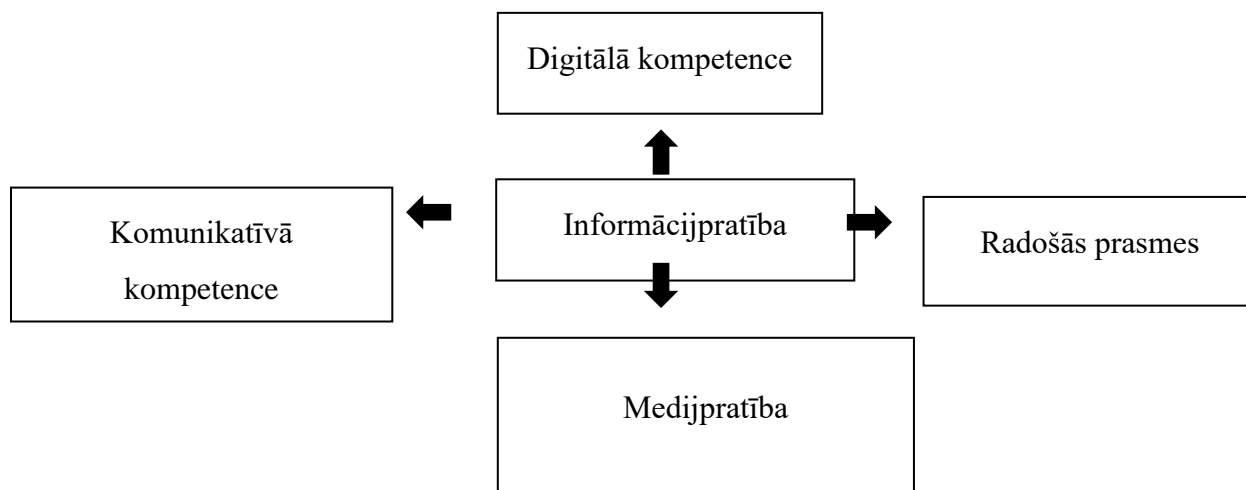 Digitālā kompetence
Komunikatīvā
kompetence
Informācijpratība
Radošās prasmes
Medijpratība